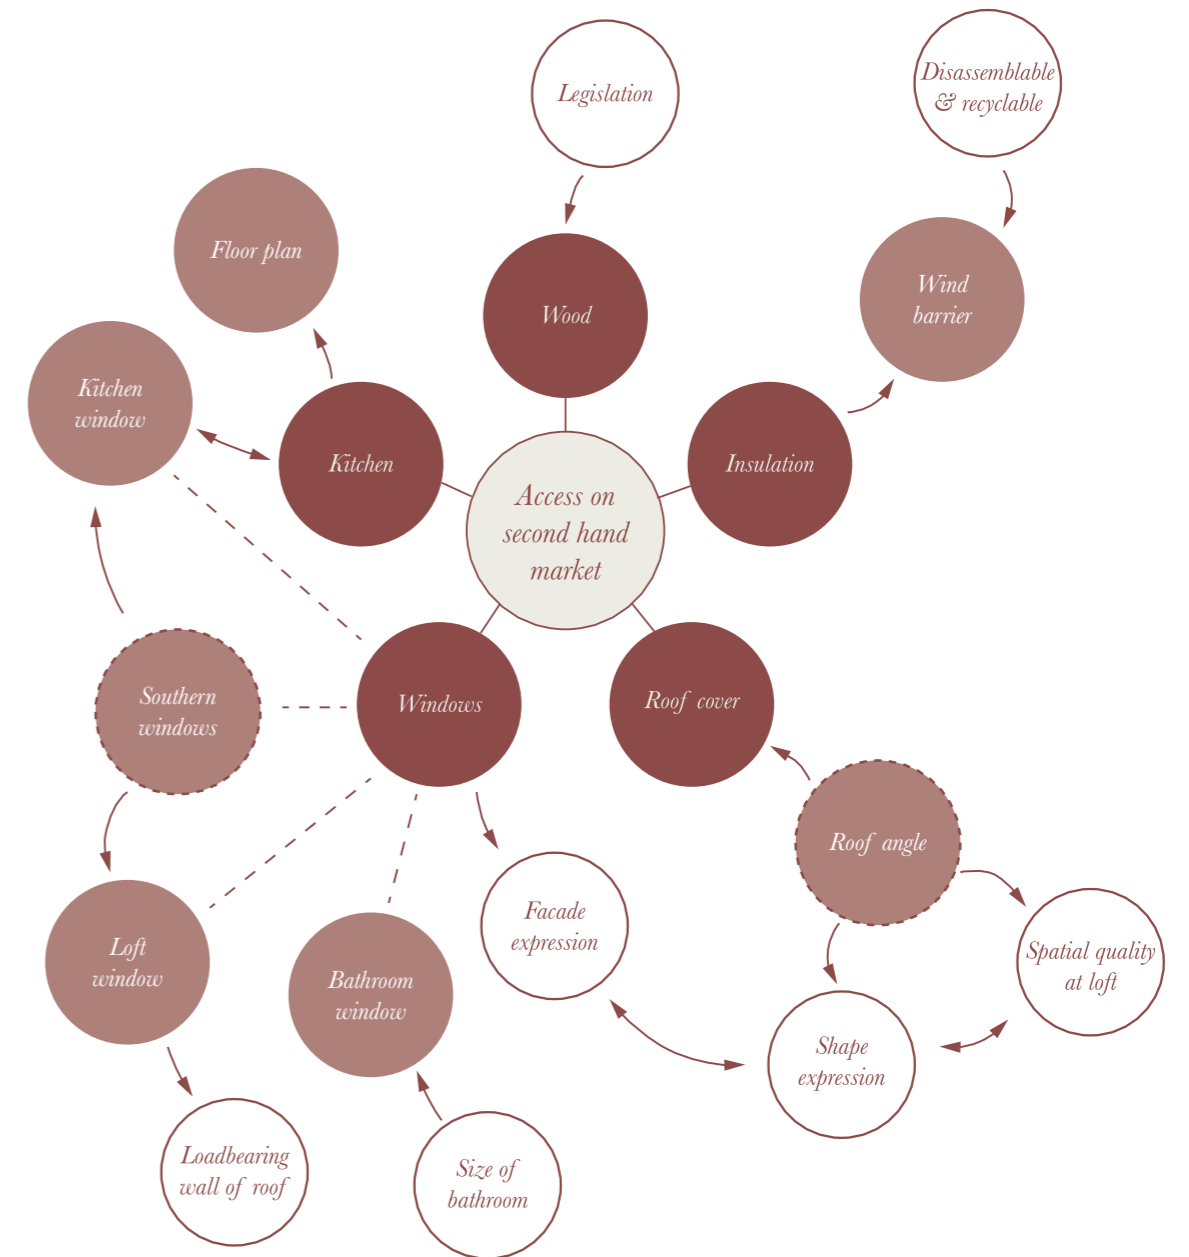 Legislation
Disassemblable
& recyclable
Floor plan
Wood
Wind
barrier
Kitchen
window
Kitchen
Insulation
Access on
second hand
market
Southern
windows
Windows
Roof cover
Roof angle
Loft
window
Bathroom
window
Facade
expression
Spatial quality
at loft
Shape
expression
Loadbearing
wall of roof
Size of
bathroom